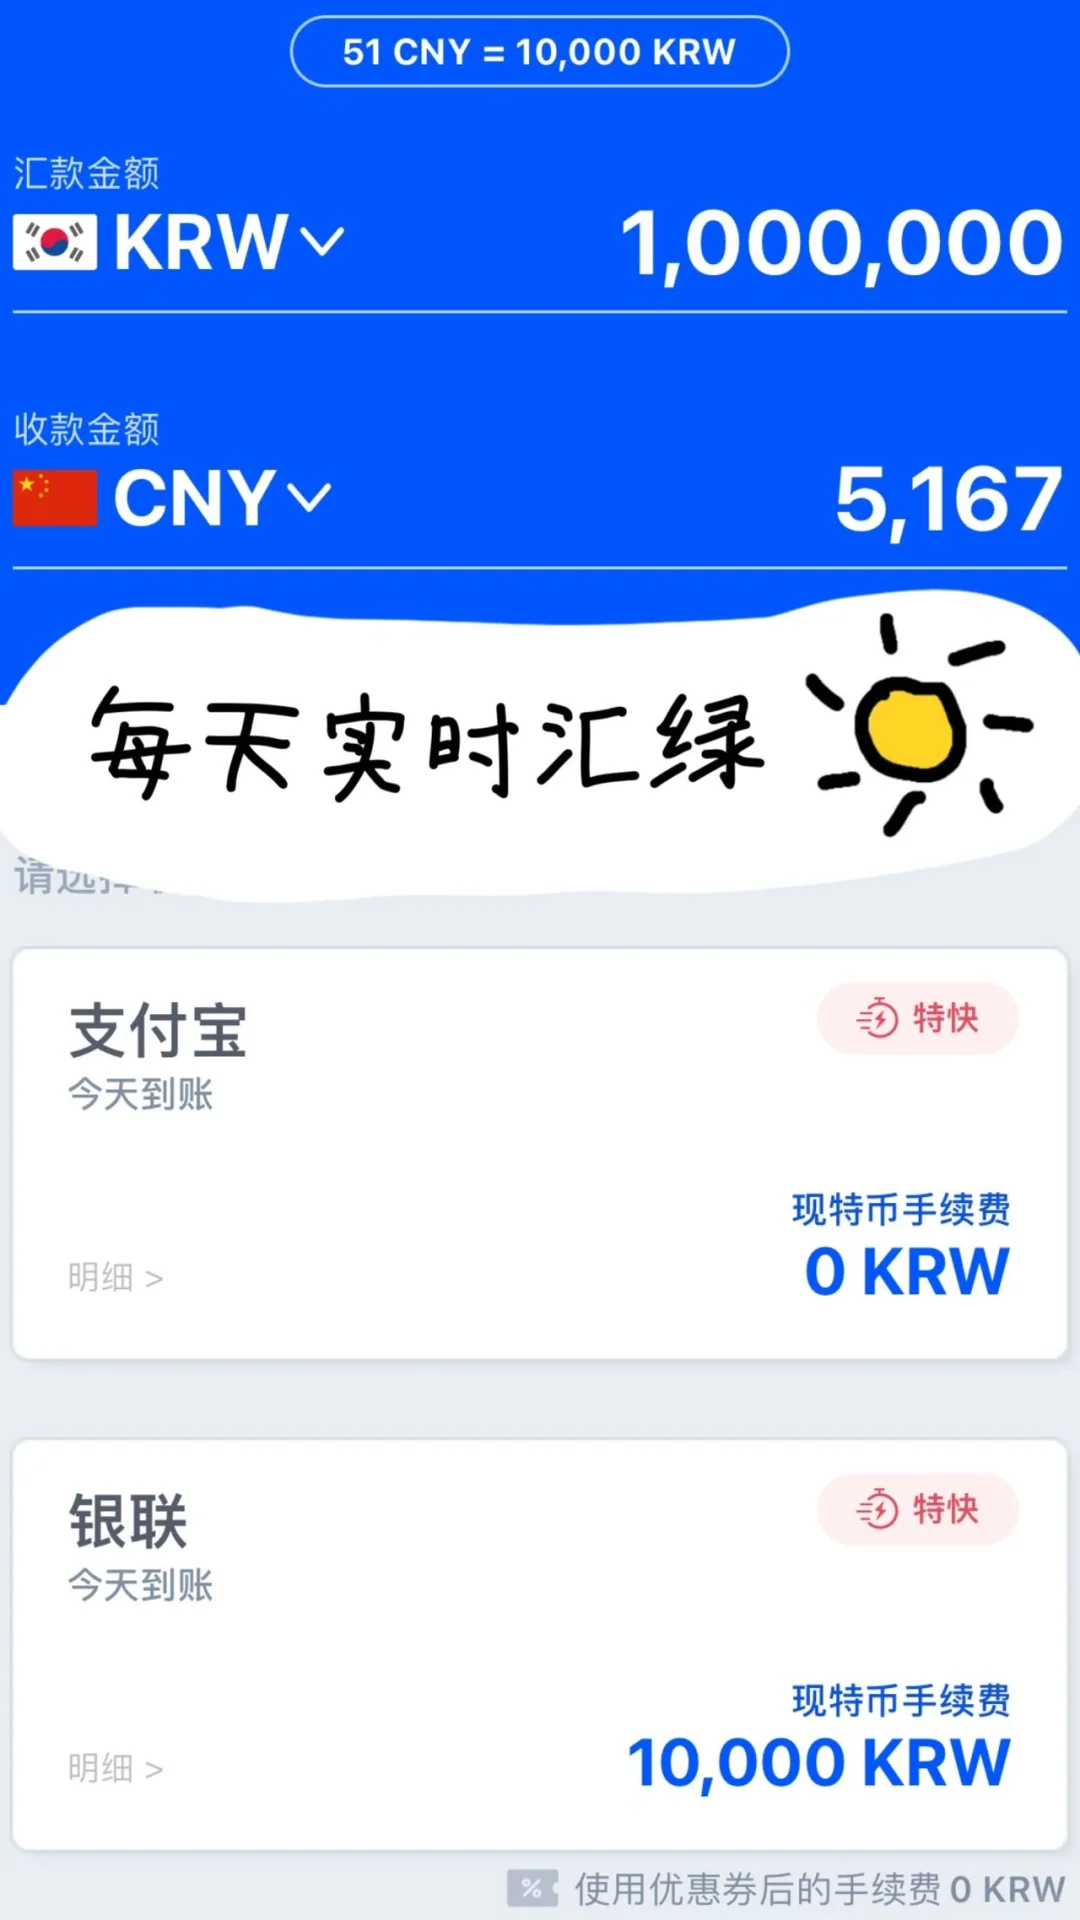 51 CNY = 10,000 KRW
汇款金额
KRW
1,000,000
收款金额
CNY
5,167
每天实时汇绿
请选择
支付宝
特快
今天到账
现特币手续费
0 KRW
明细 >
银联
特快
今天到账
现特币手续费
10,000 KRW
明细 >
% 使用优惠券后的手续费 0 KRW